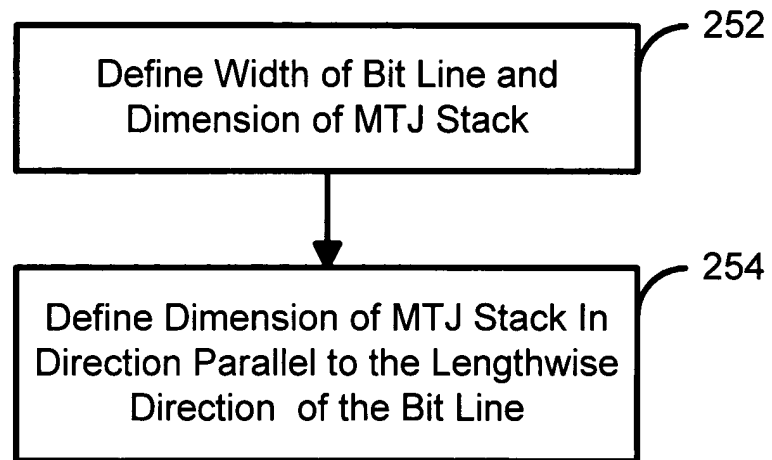 252
Define Width of Bit Line and
Dimension of MTJ Stack
254
Define Dimension of MTJ Stack In
Direction Parallel to the Lengthwise
Direction of the Bit Line